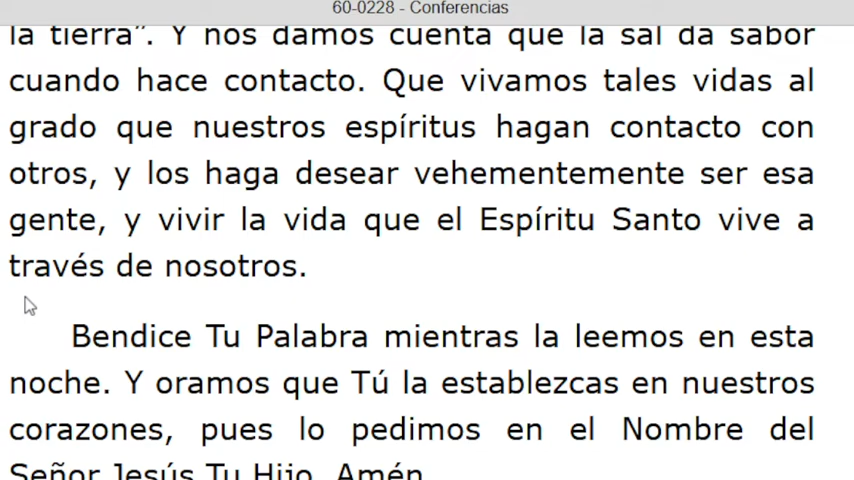 60-0228 - Conferencias
la tierra”. Y nos damos cuenta que la sal da sabor
cuando hace contacto. Que vivamos tales vidas al
grado que nuestros espíritus hagan contacto con
otros, y los haga desear vehementemente ser esa
gente, y vivir la vida que el Espíritu Santo vive a
través de nosotros.
Bendice Tu Palabra mientras la leemos en esta
noche. Y oramos que Tú la establezcas en nuestros
corazones, pues lo pedimos en el Nombre del
Señor Jesús Tu Hijo. Amén.